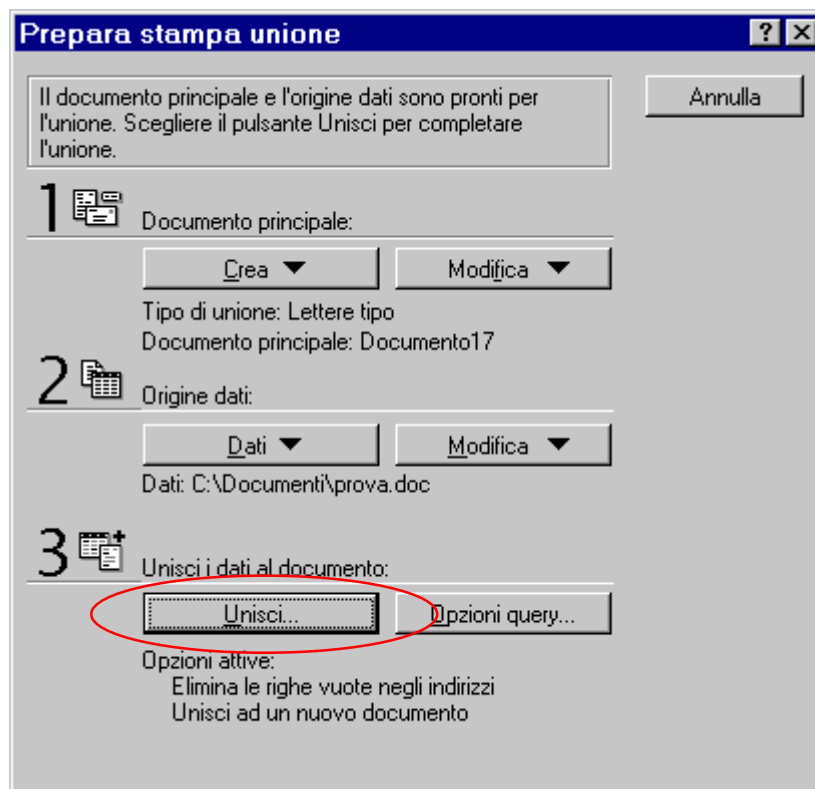 Prepara stampa unione
Il documento principale e l'origine dati sono pronti per
l'unione. Scegliere il pulsante Unisci per completare
l'unione.
Annulla
1
Documento principale:
Crea
Modifica
Tipo di unione: Lettere tipo
Documento principale: Documento17
2
Origine dati:
Dati
Modifica
Dati: C:\Documenti\prova.doc
3
Unisci i dati al documento:
Unisci...
Opzioni query...
Opzioni attive:
Elimina le righe vuote negli indirizzi
Unisci ad un nuovo documento